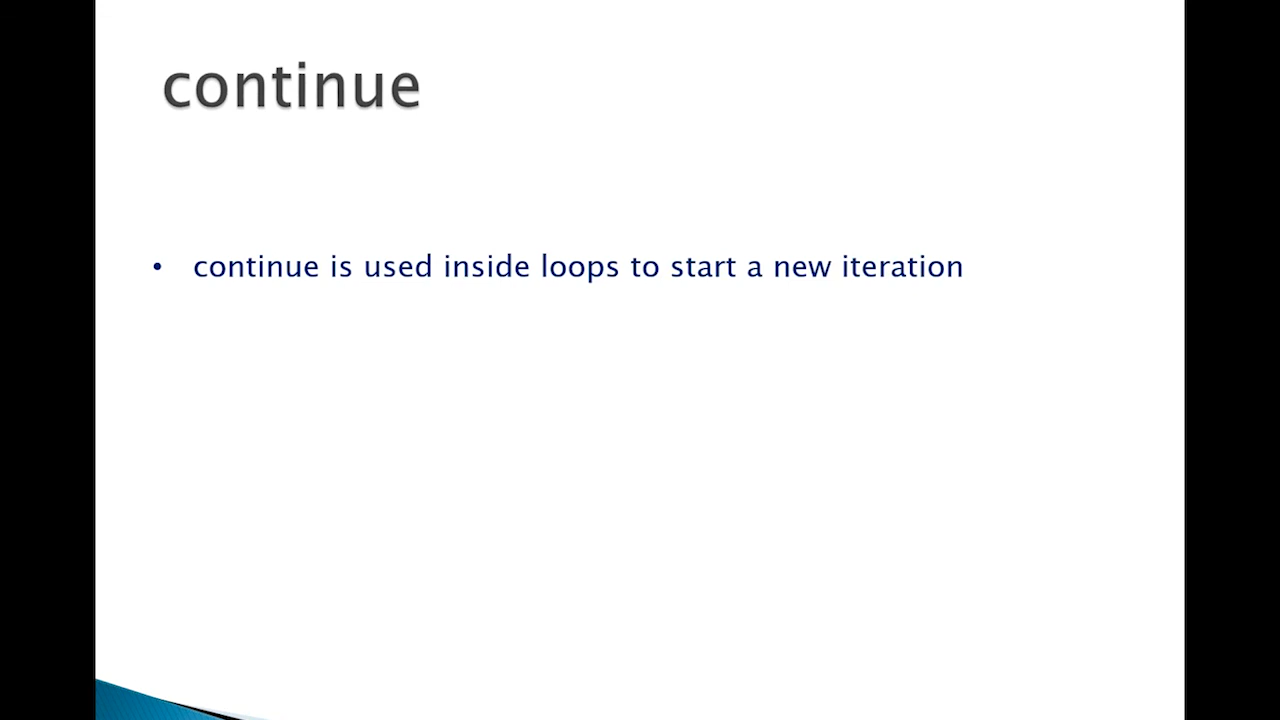 continue
• continue is used inside loops to start a new iteration